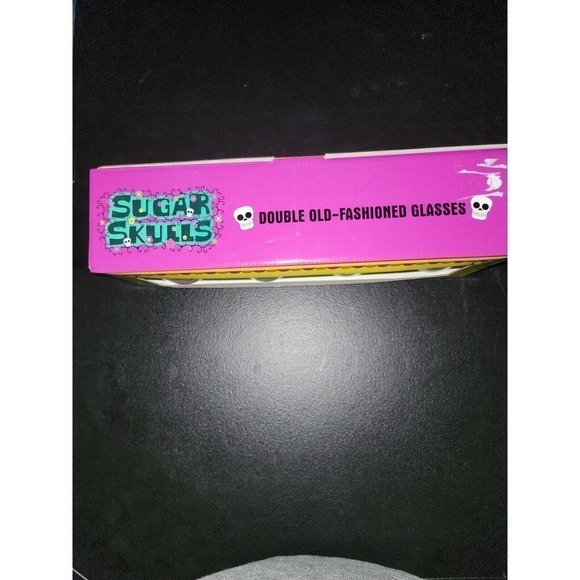 SUGAR
SKULLS
DOUBLE OLD-FASHIONED GLASSES